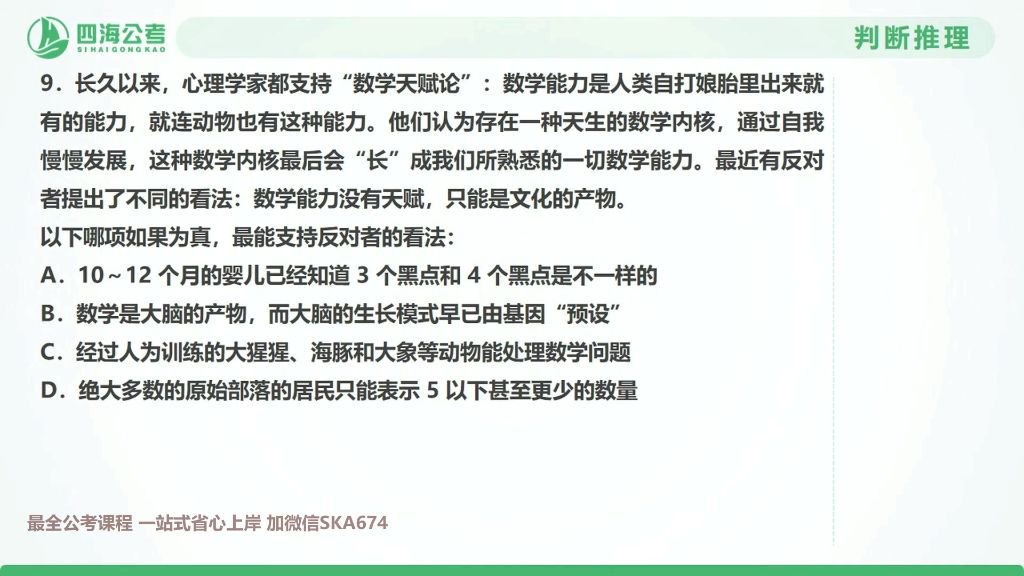 四海公考
SIHAIGONGKAO
判断推理
9．长久以来，心理学家都支持“数学天赋论”：数学能力是人类自打娘胎里出来就
有的能力，就连动物也有这种能力。他们认为存在一种天生的数学内核，通过自我
慢慢发展，这种数学内核最后会“长”成我们所熟悉的一切数学能力。最近有反对
者提出了不同的看法：数学能力没有天赋，只能是文化的产物。
以下哪项如果为真，最能支持反对者的看法：
A．10～12 个月的婴儿已经知道 3 个黑点和 4 个黑点是不一样的
B．数学是大脑的产物，而大脑的生长模式早已由基因“预设”
C．经过人为训练的大猩猩、海豚和大象等动物能处理数学问题
D．绝大多数的原始部落的居民只能表示 5 以下甚至更少的数量
最全公考课程 一站式省心上岸 加微信SKA674